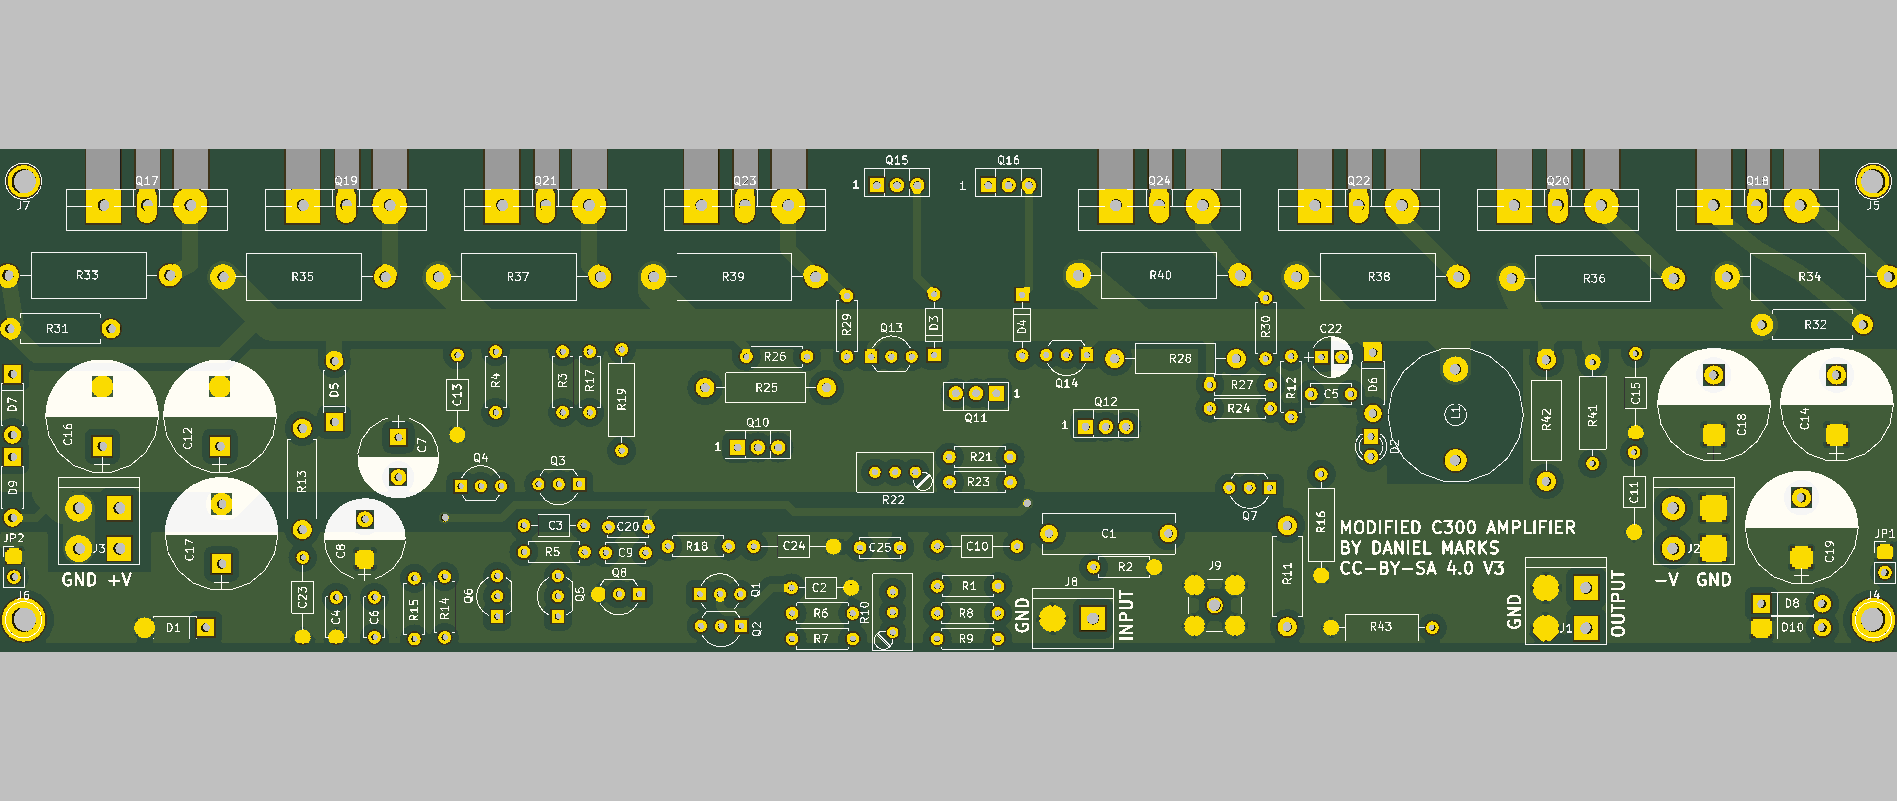 Q15 Q16
Q17 Q19 Q21 Q23 1 1 Q24 Q22 Q20 Q18
J7 J5
R33 R35 R37 R39 R40 R38 R36 R34
R31 R29 Q13 D3 D4 R30 C22 R32
R26 Q14 R28
D7 D5 C13 R4 R3 R17 R19 R25 Q11 1 R27 R12 C5 D6 L1 R42 R41 C15
C16 C12 C7 Q10 Q12 R24 C18 C14
1 1 D2
D9 R13 Q4 Q3 R21 C11
R22 R23 Q7
JP2 J3 C17 C8 C3 C20 C1 R16 MODIFIED C300 AMPLIFIER J2 C19 JP1
R5 C9 R18 C24 C25 C10 BY DANIEL MARKS
GND +V R2 J9 R11 CC-BY-SA 4.0 V3 -V GND
J6 C23 C4 C6 R15 R14 Q6 Q5 Q8 Q1 C2 R10 R1 J8 J4
R6 R8 GND INPUT GND OUTPUT D8
D1 Q2 R7 R9 R43 J1 D10